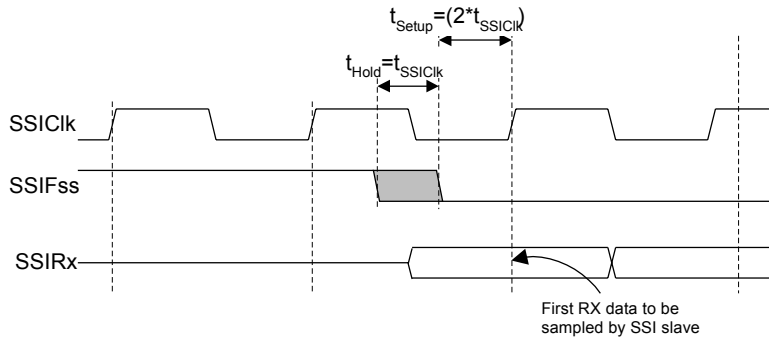 tSetup=(2*tSSIClk)
tHold=tSSIClk
SSIClk
SSIFss
SSIRx
First RX data to be
sampled by SSI slave